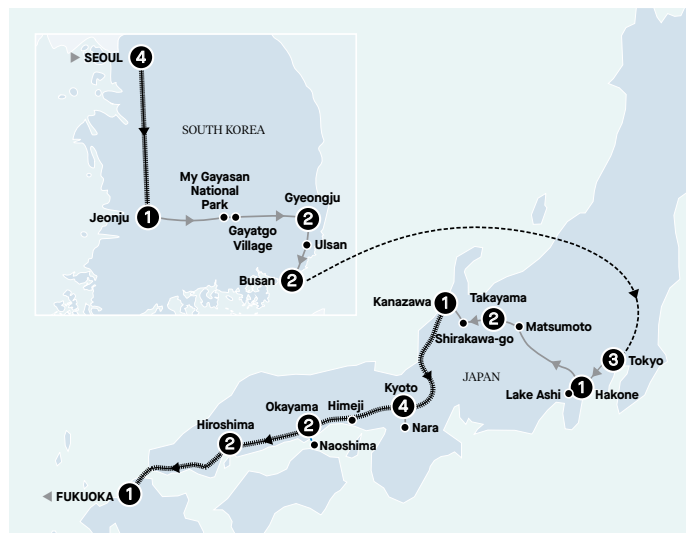 SEOUL
4
SOUTH KOREA
My Gayasan
National
Park
Gayatgo
Village
Jeonju
1
Gyeongju
2
Ulsan
Busan
2
Kanazawa
1
Takayama
2
Shirakawa-go
Matsumoto
3
Tokyo
JAPAN
Lake Ashi
1
Hakone
Kyoto
4
Nara
Himeji
Okayama
2
Naoshima
Hiroshima
2
FUKUOKA
1